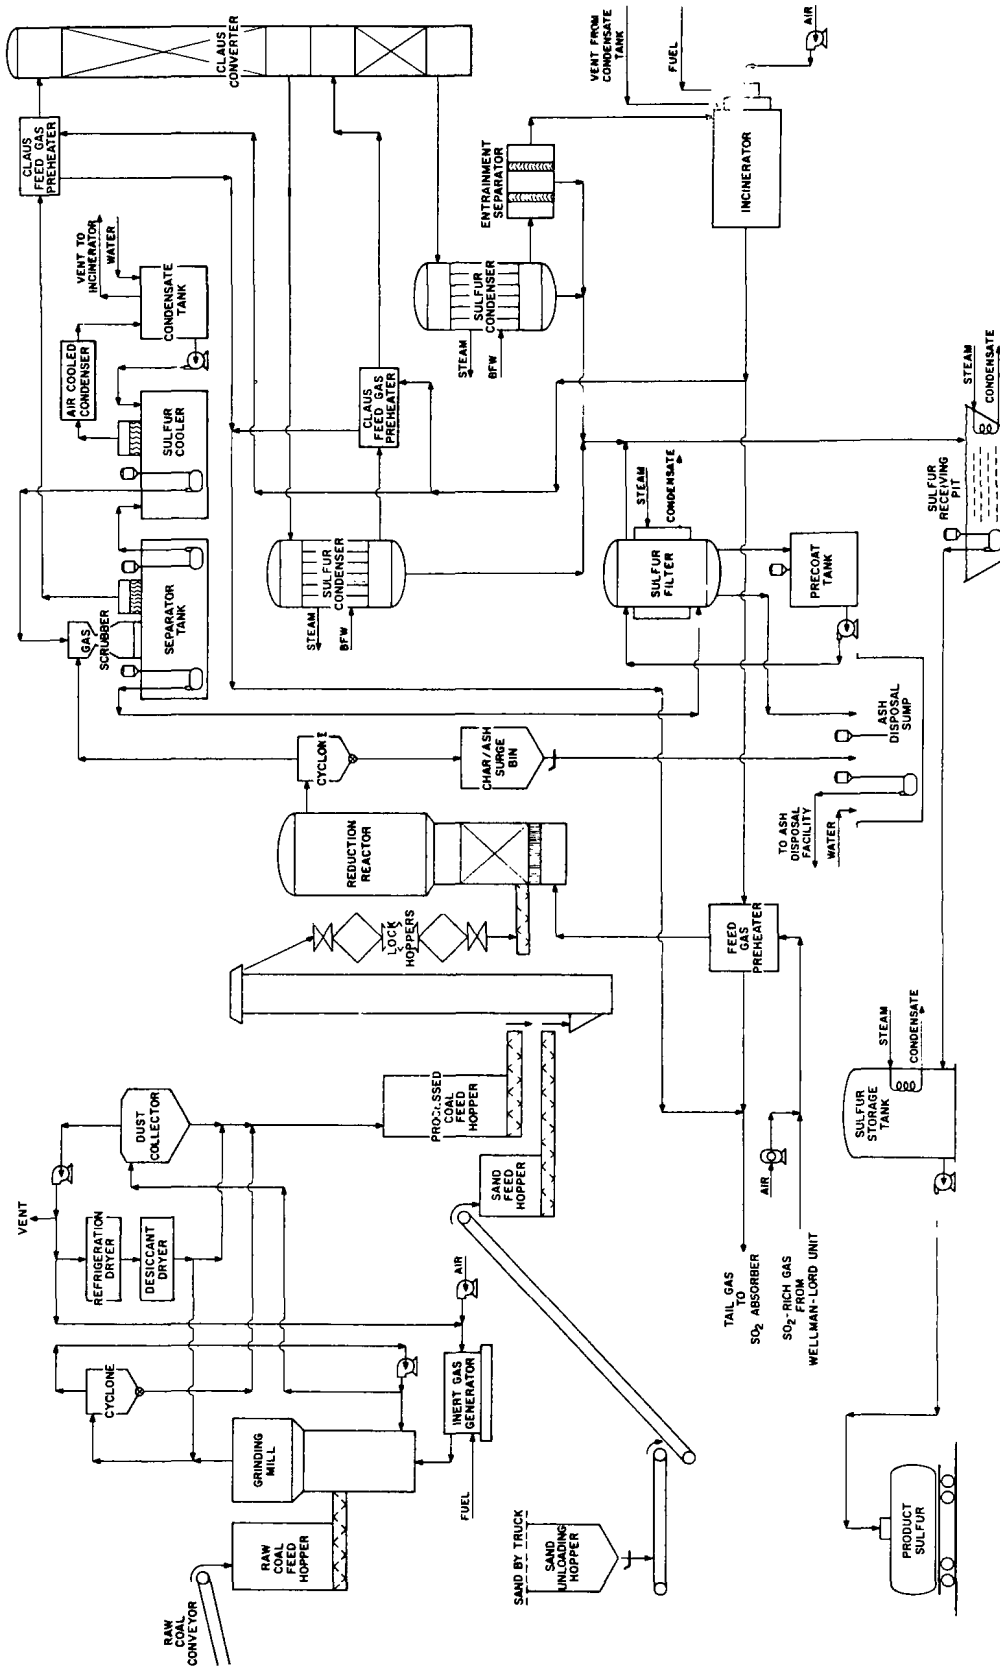 RAW
COAL
CONVEYOR
RAW
COAL
FEED
HOPPER
GRINDING
MILL
CYCLONE
VENT
REFRIGERATION
DRYER
DESICCANT
DRYER
DUST
COLLECTOR
FUEL
INERT GAS
GENERATOR
AIR
SAND BY TRUCK
SAND
UNLOADING
HOPPER
SAND
FEED
HOPPER
PROCESSED
COAL
FEED
HOPPER
LOCK
HOPPERS
REDUCTION
REACTOR
CYCLONE
CHAR/ASH
SURGE
BIN
GAS
SCRUBBER
SEPARATOR
TANK
SULFUR
COOLER
AIR COOLED
CONDENSER
CONDENSATE
TANK
VENT TO
INCINERATOR
WATER
CLAUS
FEED GAS
PREHEATER
CLAUS
CONVERTER
STEAM
BFW
SULFUR
CONDENSER
CLAUS
FEED GAS
PREHEATER
STEAM
BFW
SULFUR
CONDENSER
ENTRAINMENT
SEPARATOR
VENT FROM
CONDENSATE
TANK
FUEL
AIR
INCINERATOR
STEAM
CONDENSATE
SULFUR
FILTER
PRECOAT
TANK
TO ASH
DISPOSAL
FACILITY
WATER
ASH
DISPOSAL
SUMP
SULFUR
RECEIVING
PIT
STEAM
CONDENSATE
FEED
GAS
PREHEATER
AIR
TAIL GAS
TO
SO2 ABSORBER
SO2-RICH GAS
FROM
WELLMAN-LORD UNIT
STEAM
CONDENSATE
SULFUR
STORAGE
TANK
PRODUCT
SULFUR